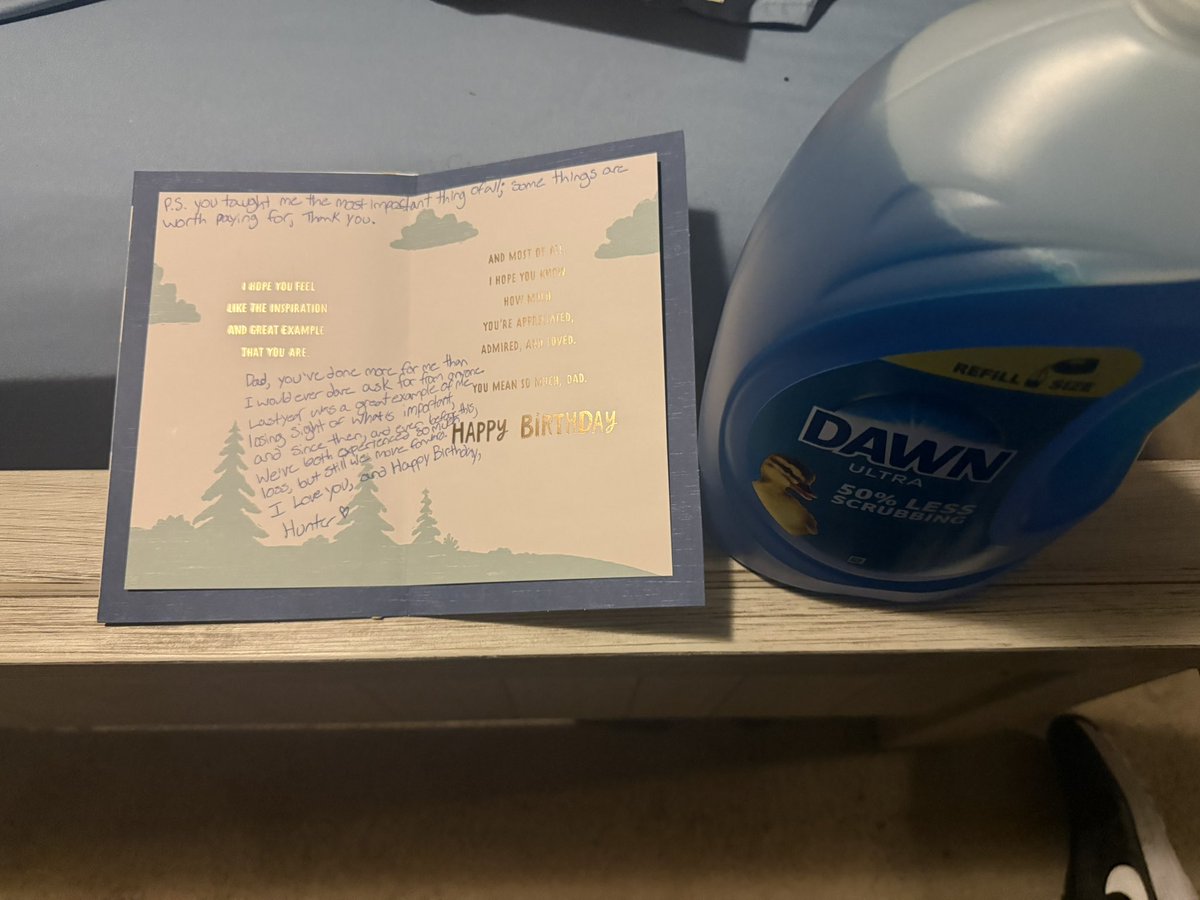 P.S. you taught me the most important thing of all; some things are
worth paying for, Thank you.
I HOPE YOU FEEL
LIKE THE INSPIRATION
AND GREAT EXAMPLE
THAT YOU ARE.
Dad, you've done more for me than
I would ever dare ask for from anyone
Last year was a great example of me
losing sight of what is important,
and since then, and even before this,
We've both experienced so much
loss, but still we move forward.
I Love you, and Happy Birthday,
Hunter ♡
AND MOST OF ALL
I HOPE YOU KNOW
HOW MUCH
YOU'RE APPRECIATED,
ADMIRED, AND LOVED.
YOU MEAN SO MUCH, DAD.
HAPPY BIRTHDAY
REFILL SIZE
DAWN
ULTRA
50% LESS
SCRUBBING